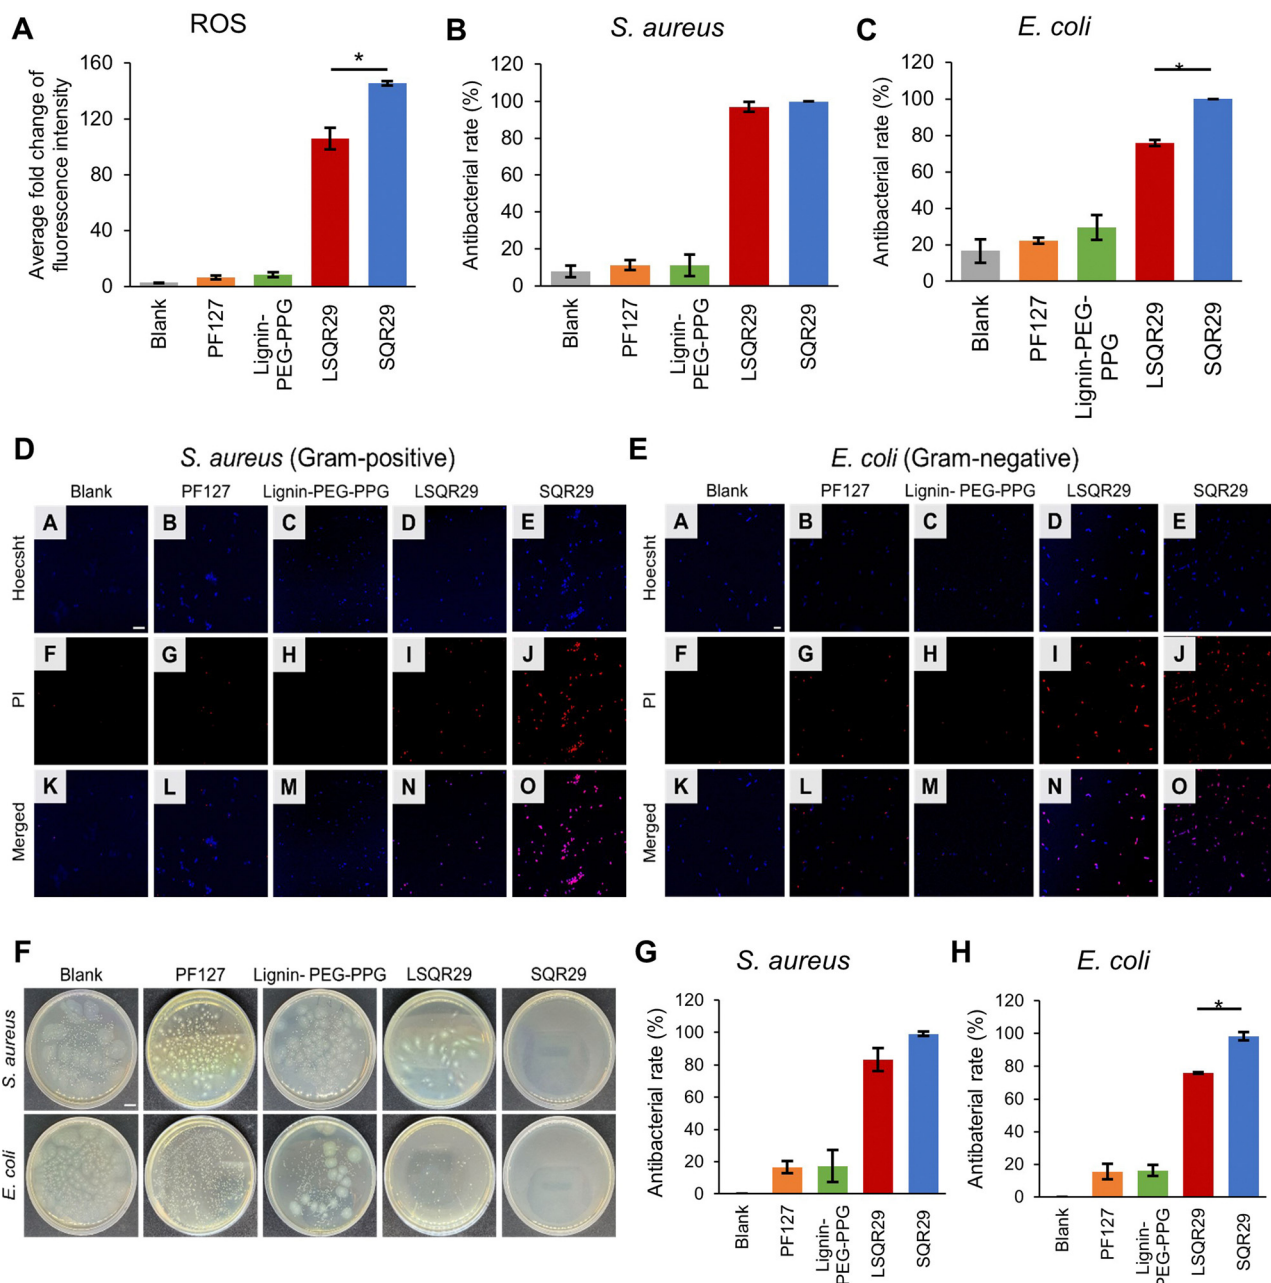 A
ROS
Average fold change of
fluorescence intensity
160
120
80
40
0
*
Blank
PF127
Lignin-
PEG-PPG
LSQR29
SQR29
B
S. aureus
Antibacterial rate (%)
120
100
80
60
40
20
0
Blank
PF127
Lignin-
PEG-PPG
LSQR29
SQR29
C
E. coli
Antibacterial rate (%)
120
100
80
60
40
20
0
*
Blank
PF127
Lignin-PEG-
PPG
LSQR29
SQR29
D
S. aureus (Gram-positive)
Blank PF127 Lignin-PEG-PPG LSQR29 SQR29
Hoecsht
A B C D E
PI
F G H I J
Merged
K L M N O
E
E. coli (Gram-negative)
Blank PF127 Lignin- PEG-PPG LSQR29 SQR29
Hoecsht
A B C D E
PI
F G H I J
Merged
K L M N O
F
Blank PF127 Lignin- PEG-PPG LSQR29 SQR29
S. aureus
E. coli
G
S. aureus
Antibacterial rate (%)
120
100
80
60
40
20
0
Blank
PF127
Lignin-
PEG-PPG
LSQR29
SQR29
H
E. coli
Antibaterial rate (%)
120
100
80
60
40
20
0
*
Blank
PF127
Lignin-
PEG-PPG
LSQR29
SQR29